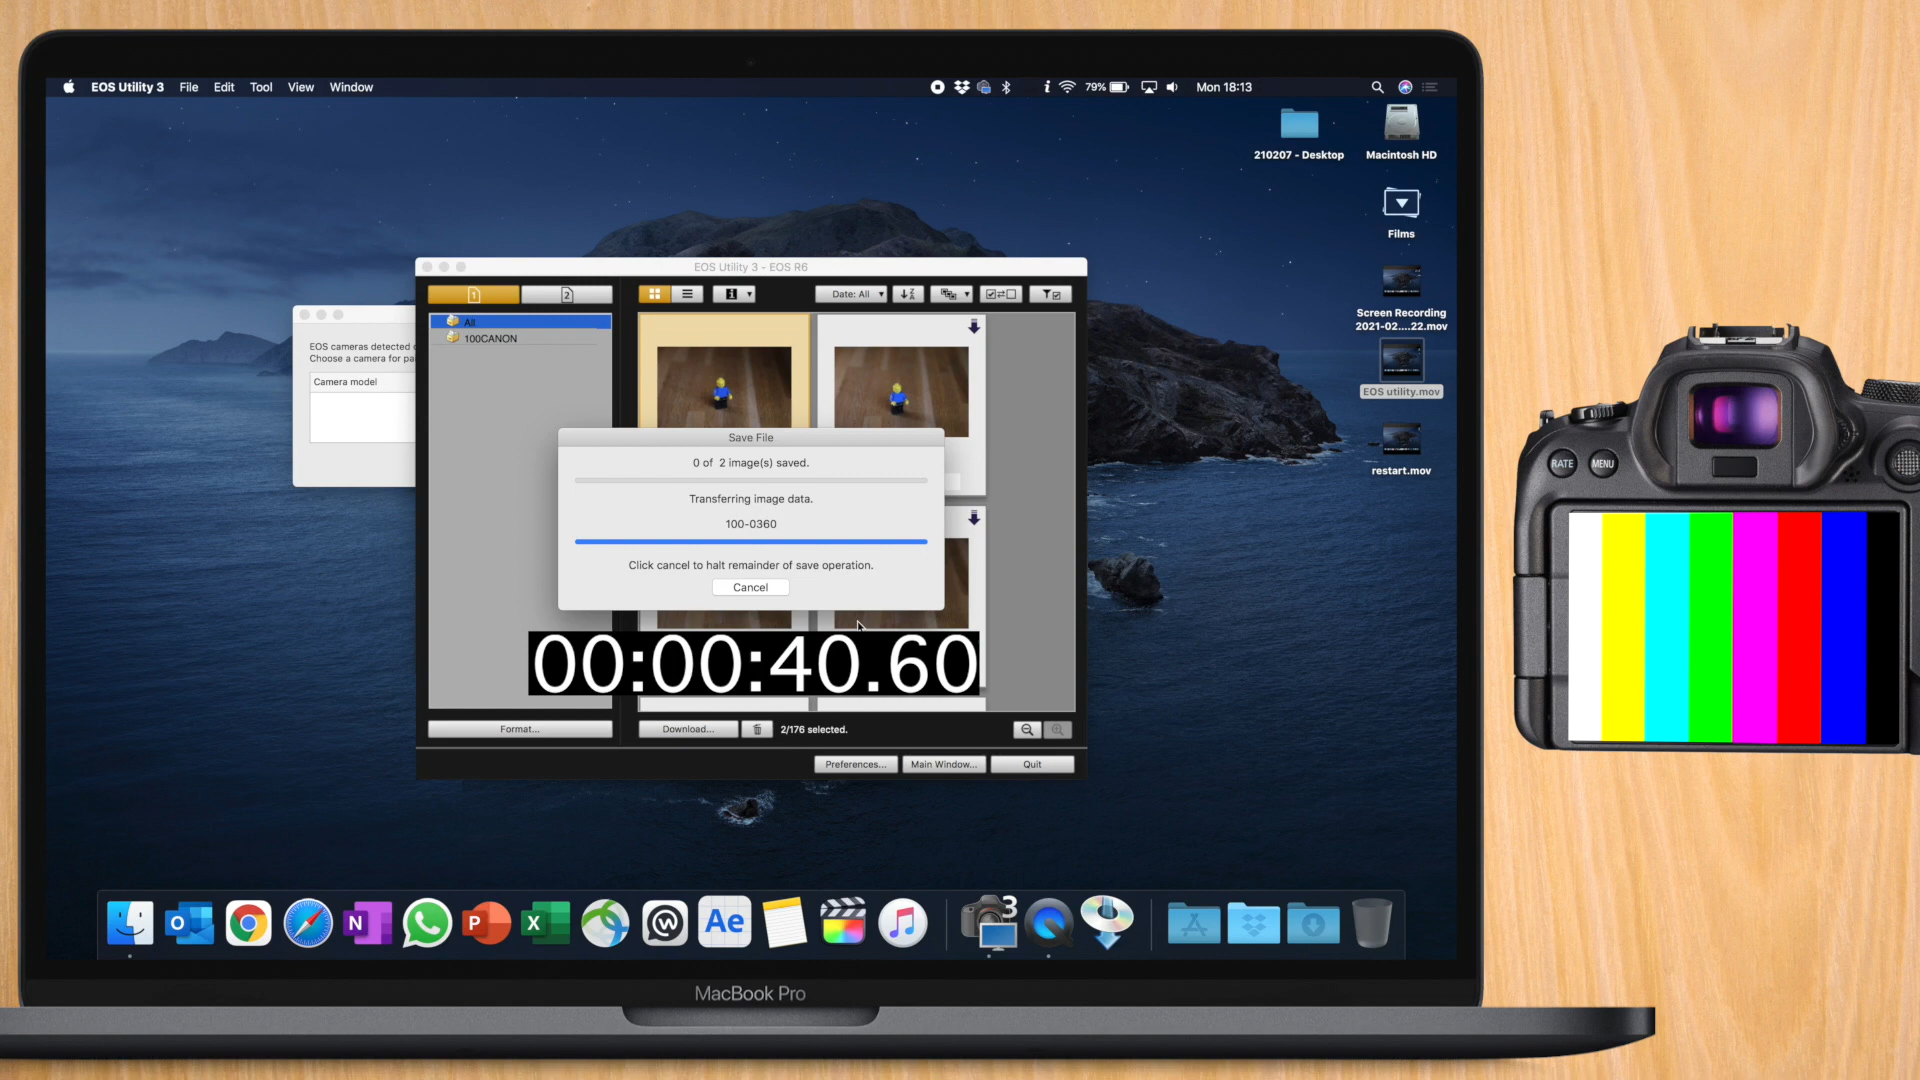 EOS Utility 3 File Edit Tool View Window
79% Mon 18:13
210207 - Desktop
Macintosh HD
Films
Screen Recording
2021-02....22.mov
EOS utility.mov
restart.mov
EOS Utility 3 - EOS R6
1
2
Date: All
All
100CANON
EOS cameras detected
Choose a camera for pa
Camera model
Save File
0 of 2 image(s) saved.
Transferring image data.
100-0360
Click cancel to halt remainder of save operation.
Cancel
00:00:40.60
Format...
Download...
2/176 selected.
Preferences...
Main Window...
Quit
RATE
MENU
O
N
P
X
W
Ae
3
MacBook Pro